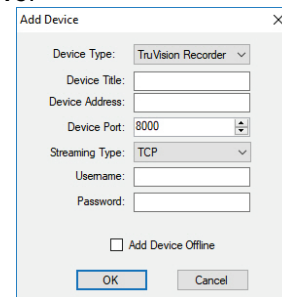 Add Device
Device Type: TruVision Recorder
Device Title:
Device Address:
Device Port: 8000
Streaming Type: TCP
Username:
Password:
Add Device Offline
OK Cancel